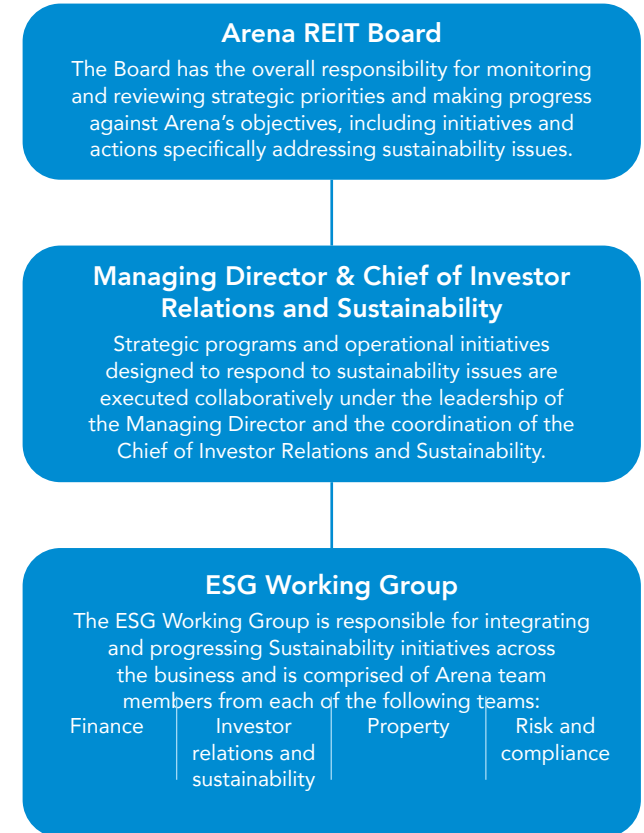 Arena REIT Board
The Board has the overall responsibility for monitoring
and reviewing strategic priorities and making progress
against Arena's objectives, including initiatives and
actions specifically addressing sustainability issues.
Managing Director & Chief of Investor
Relations and Sustainability
Strategic programs and operational initiatives
designed to respond to sustainability issues are
executed collaboratively under the leadership of
the Managing Director and the coordination of the
Chief of Investor Relations and Sustainability.
ESG Working Group
The ESG Working Group is responsible for integrating
and progressing Sustainability initiatives across
the business and is comprised of Arena team
members from each of the following teams:
Finance
Investor
relations and
sustainability
Property
Risk and
compliance